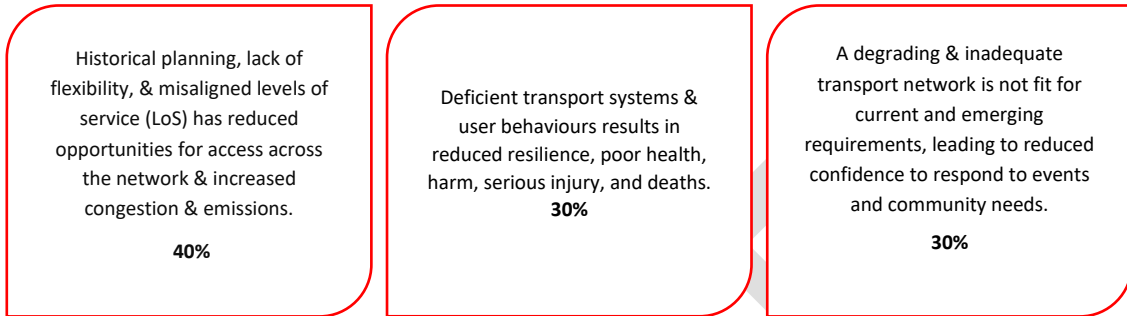 Historical planning, lack of
flexibility, & misaligned levels of
service (LoS) has reduced
opportunities for access across
the network & increased
congestion & emissions.
40%
Deficient transport systems &
user behaviours results in
reduced resilience, poor health,
harm, serious injury, and deaths.
30%
A degrading & inadequate
transport network is not fit for
current and emerging
requirements, leading to reduced
confidence to respond to events
and community needs.
30%